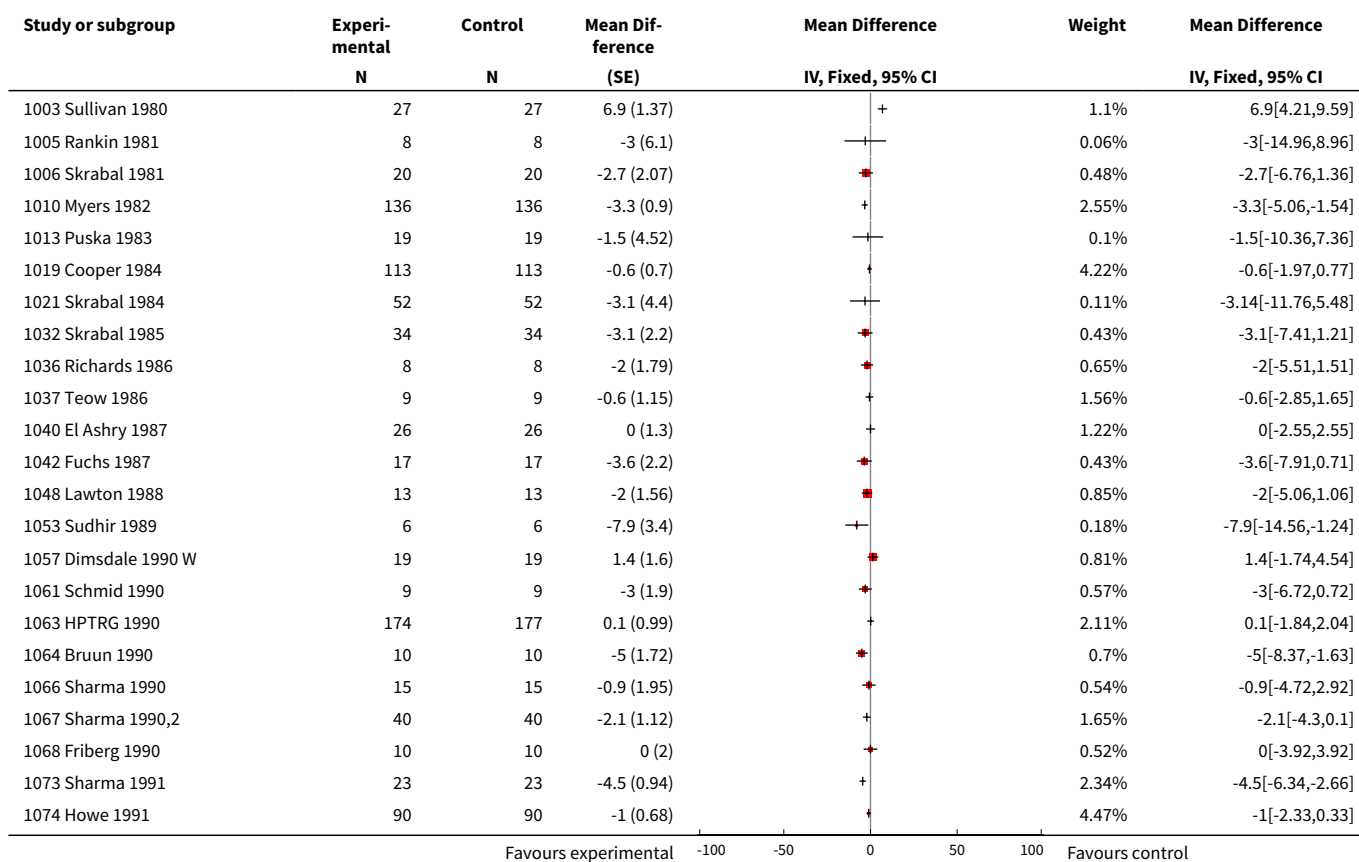 Study or subgroup Experi- Control Mean Dif- Mean Difference Weight Mean Difference
mental ference
N N (SE) IV, Fixed, 95% CI IV, Fixed, 95% CI
1003 Sullivan 1980 27 27 6.9 (1.37) 1.1% 6.9[4.21,9.59]
1005 Rankin 1981 8 8 -3 (6.1) 0.06% -3[-14.96,8.96]
1006 Skrabal 1981 20 20 -2.7 (2.07) 0.48% -2.7[-6.76,1.36]
1010 Myers 1982 136 136 -3.3 (0.9) 2.55% -3.3[-5.06,-1.54]
1013 Puska 1983 19 19 -1.5 (4.52) 0.1% -1.5[-10.36,7.36]
1019 Cooper 1984 113 113 -0.6 (0.7) 4.22% -0.6[-1.97,0.77]
1021 Skrabal 1984 52 52 -3.1 (4.4) 0.11% -3.14[-11.76,5.48]
1032 Skrabal 1985 34 34 -3.1 (2.2) 0.43% -3.1[-7.41,1.21]
1036 Richards 1986 8 8 -2 (1.79) 0.65% -2[-5.51,1.51]
1037 Teow 1986 9 9 -0.6 (1.15) 1.56% -0.6[-2.85,1.65]
1040 El Ashry 1987 26 26 0 (1.3) 1.22% 0[-2.55,2.55]
1042 Fuchs 1987 17 17 -3.6 (2.2) 0.43% -3.6[-7.91,0.71]
1048 Lawton 1988 13 13 -2 (1.56) 0.85% -2[-5.06,1.06]
1053 Sudhir 1989 6 6 -7.9 (3.4) 0.18% -7.9[-14.56,-1.24]
1057 Dimsdale 1990 W 19 19 1.4 (1.6) 0.81% 1.4[-1.74,4.54]
1061 Schmid 1990 9 9 -3 (1.9) 0.57% -3[-6.72,0.72]
1063 HPTRG 1990 174 177 0.1 (0.99) 2.11% 0.1[-1.84,2.04]
1064 Bruun 1990 10 10 -5 (1.72) 0.7% -5[-8.37,-1.63]
1066 Sharma 1990 15 15 -0.9 (1.95) 0.54% -0.9[-4.72,2.92]
1067 Sharma 1990,2 40 40 -2.1 (1.12) 1.65% -2.1[-4.3,0.1]
1068 Friberg 1990 10 10 0 (2) 0.52% 0[-3.92,3.92]
1073 Sharma 1991 23 23 -4.5 (0.94) 2.34% -4.5[-6.34,-2.66]
1074 Howe 1991 90 90 -1 (0.68) 4.47% -1[-2.33,0.33]
Favours experimental -100 -50 0 50 100 Favours control